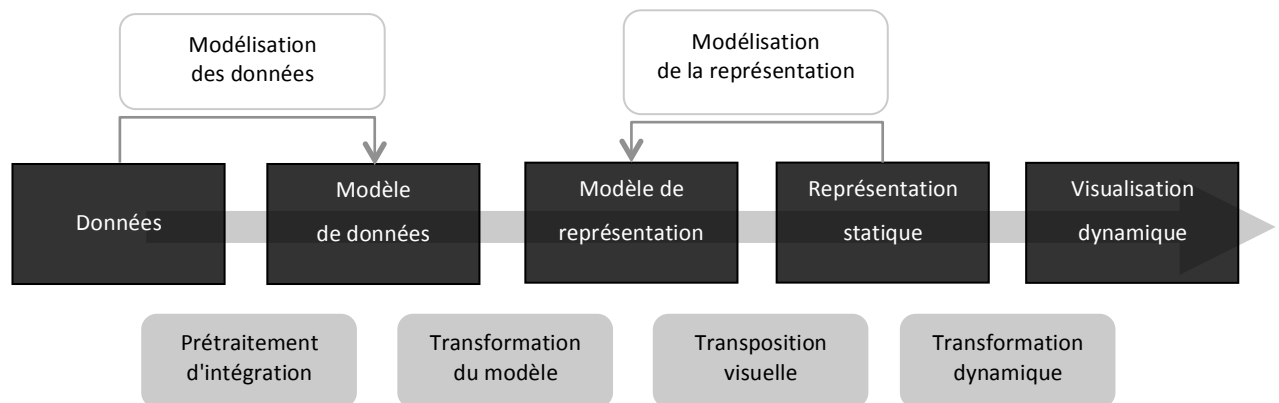 Modélisation
des données
Modélisation
de la représentation
Données
Modèle
de données
Modèle de
représentation
Représentation
statique
Visualisation
dynamique
Prétraitement
d'intégration
Transformation
du modèle
Transposition
visuelle
Transformation
dynamique